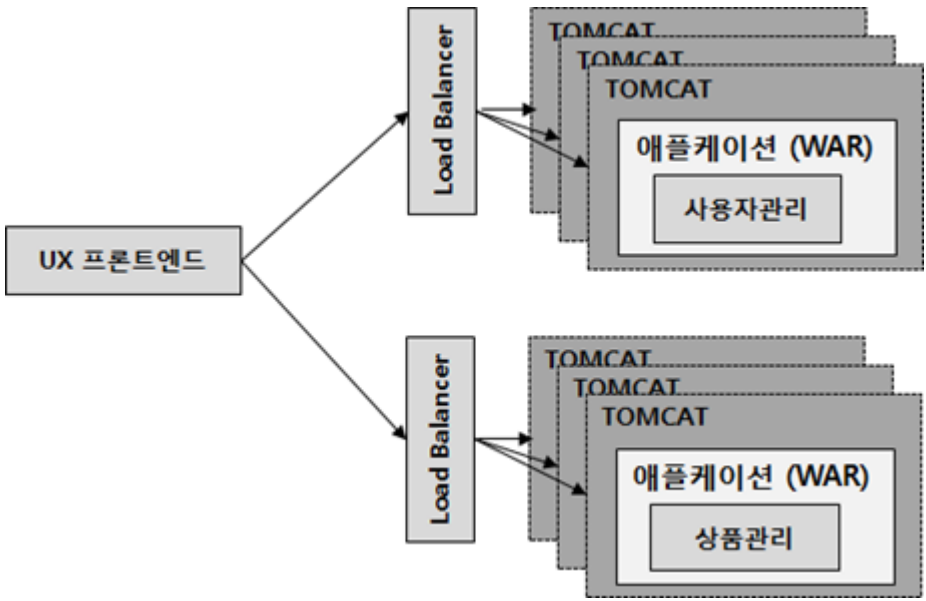 UX 프론트엔드
Load Balancer
TOMCAT
TOMCAT
TOMCAT
애플케이션 (WAR)
사용자관리
Load Balancer
TOMCAT
TOMCAT
TOMCAT
애플케이션 (WAR)
상품관리